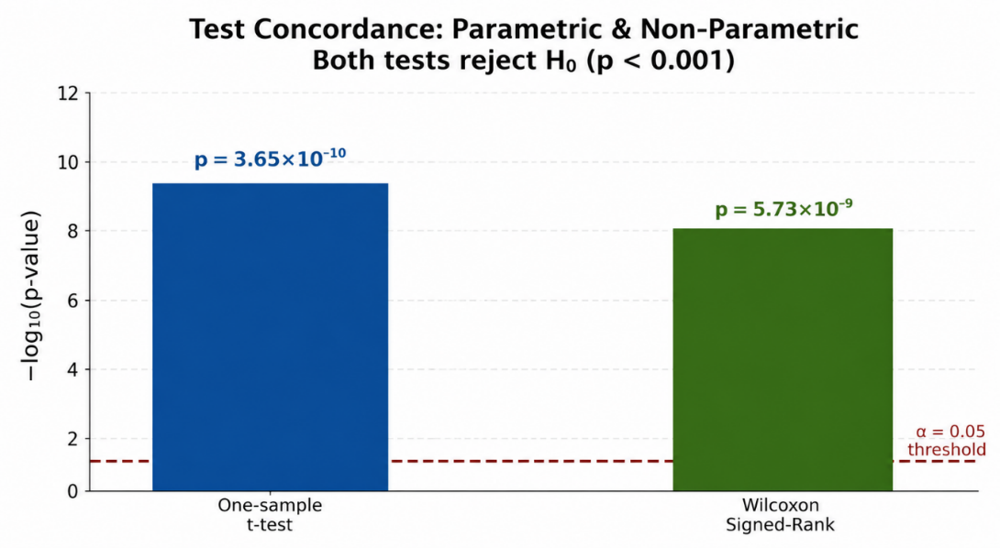 Test Concordance: Parametric & Non-Parametric
Both tests reject H₀ (p < 0.001)
12
10
8
6
4
2
0
−log₁₀(p-value)
p = 3.65×10⁻¹⁰
p = 5.73×10⁻⁹
α = 0.05
threshold
One-sample
t-test
Wilcoxon
Signed-Rank